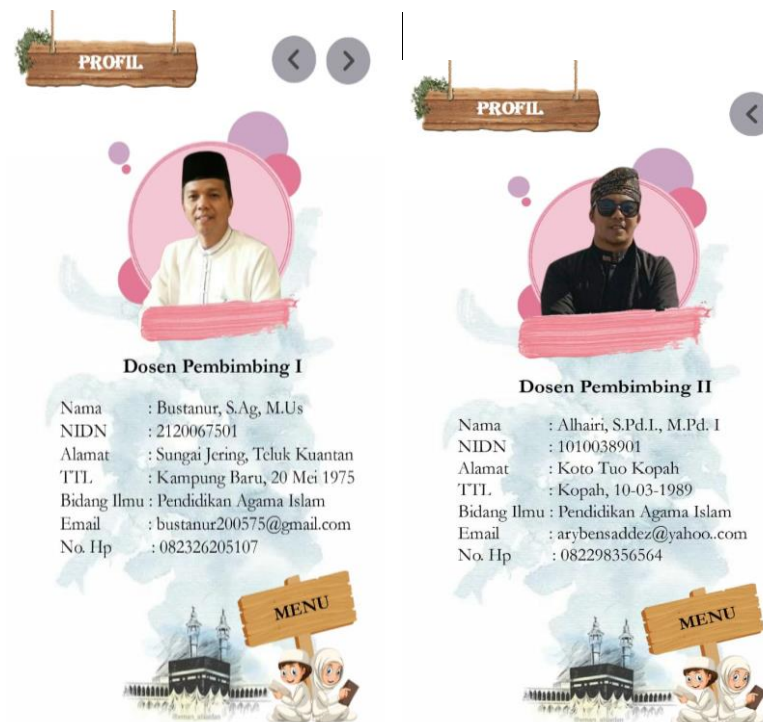 PROFIL
Dosen Pembimbing I
Nama : Bustanur, S.Ag, M.Us
NIDN : 2120067501
Alamat : Sungai Jering, Teluk Kuantan
TTL : Kampung Baru, 20 Mei 1975
Bidang Ilmu : Pendidikan Agama Islam
Email : bustanur200575@gmail.com
No. Hp : 082326205107
MENU
PROFIL
Dosen Pembimbing II
Nama : Alhairi, S.Pd.I., M.Pd. I
NIDN : 1010038901
Alamat : Koto Tuo Kopah
TTL : Kopah, 10-03-1989
Bidang Ilmu : Pendidikan Agama Islam
Email : arybensaddez@yahoo..com
No. Hp : 082298356564
MENU